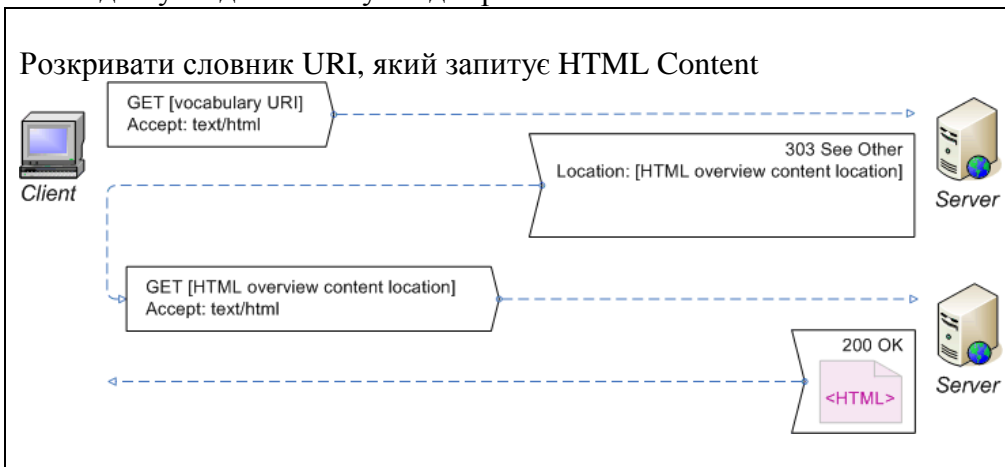 Розкривати словник URI, який запитує HTML Content
GET [vocabulary URI]
Accept: text/html
303 See Other
Location: [HTML overview content location]
Client
Server
GET [HTML overview content location]
Accept: text/html
200 OK
<HTML>
Server